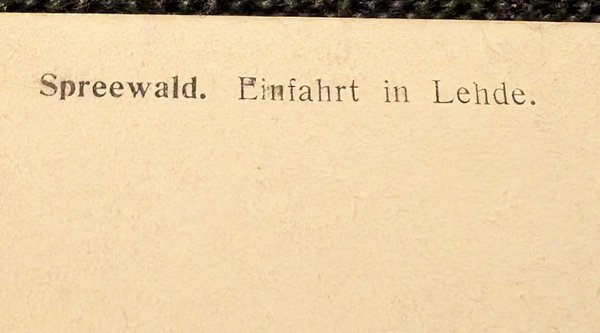 Spreewald. Einfahrt in Lehde.